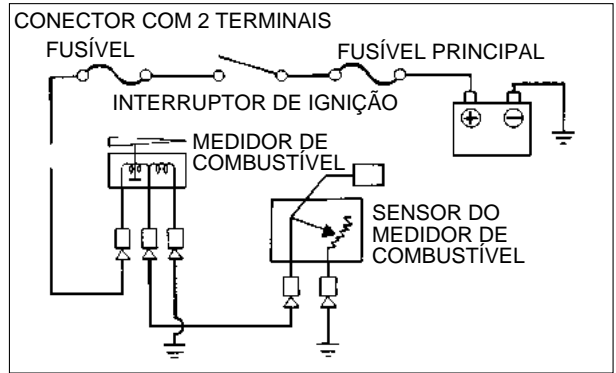 CONECTOR COM 2 TERMINAIS
FUSÍVEL
FUSÍVEL PRINCIPAL
INTERRUPTOR DE IGNIÇÃO
MEDIDOR DE
COMBUSTÍVEL
SENSOR DO
MEDIDOR DE
COMBUSTÍVEL